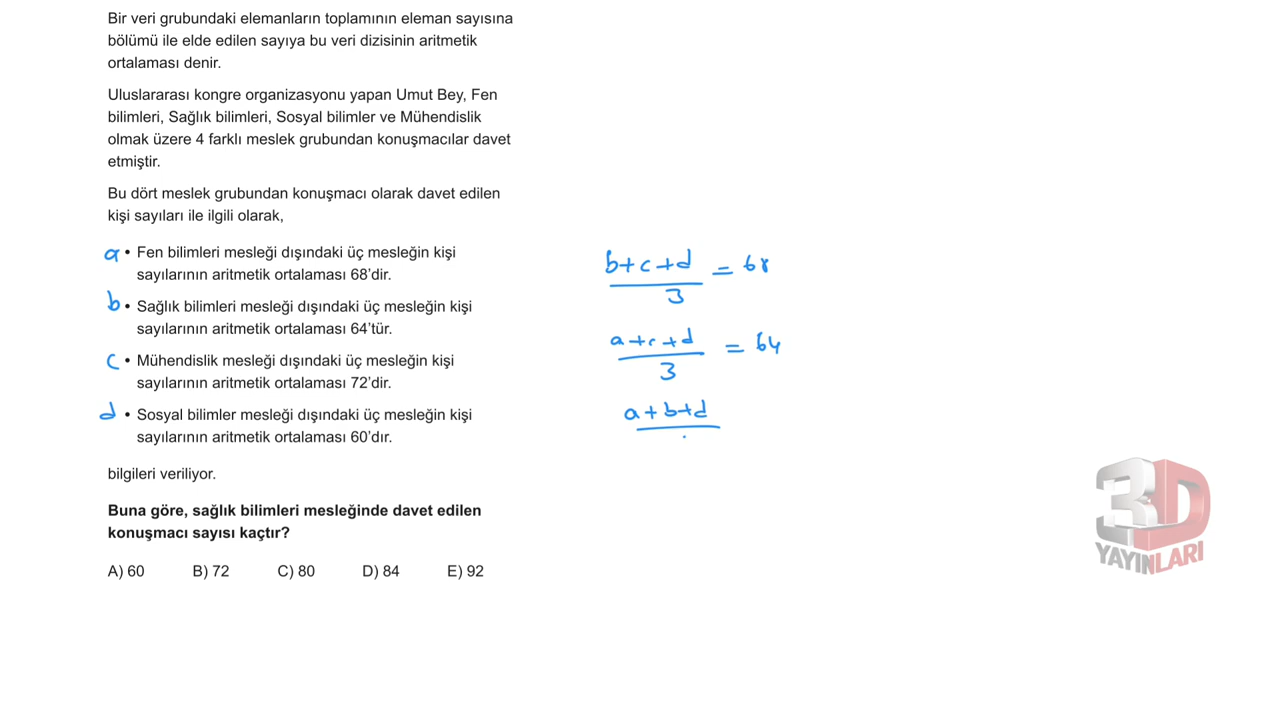 Bir veri grubundaki elemanların toplamının eleman sayısına
bölümü ile elde edilen sayıya bu veri dizisinin aritmetik
ortalaması denir.
Uluslararası kongre organizasyonu yapan Umut Bey, Fen
bilimleri, Sağlık bilimleri, Sosyal bilimler ve Mühendislik
olmak üzere 4 farklı meslek grubundan konuşmacılar davet
etmiştir.
Bu dört meslek grubundan konuşmacı olarak davet edilen
kişi sayıları ile ilgili olarak,
a • Fen bilimleri mesleği dışındaki üç mesleğin kişi
sayılarının aritmetik ortalaması 68'dir.
b • Sağlık bilimleri mesleği dışındaki üç mesleğin kişi
sayılarının aritmetik ortalaması 64'tür.
c • Mühendislik mesleği dışındaki üç mesleğin kişi
sayılarının aritmetik ortalaması 72'dir.
d • Sosyal bilimler mesleği dışındaki üç mesleğin kişi
sayılarının aritmetik ortalaması 60'dır.
bilgileri veriliyor.
Buna göre, sağlık bilimleri mesleğinde davet edilen
konuşmacı sayısı kaçtır?
A) 60 B) 72 C) 80 D) 84 E) 92
b+c+d = 68
3
a+c+d = 64
3
a+b+d
3D
YAYINLARI